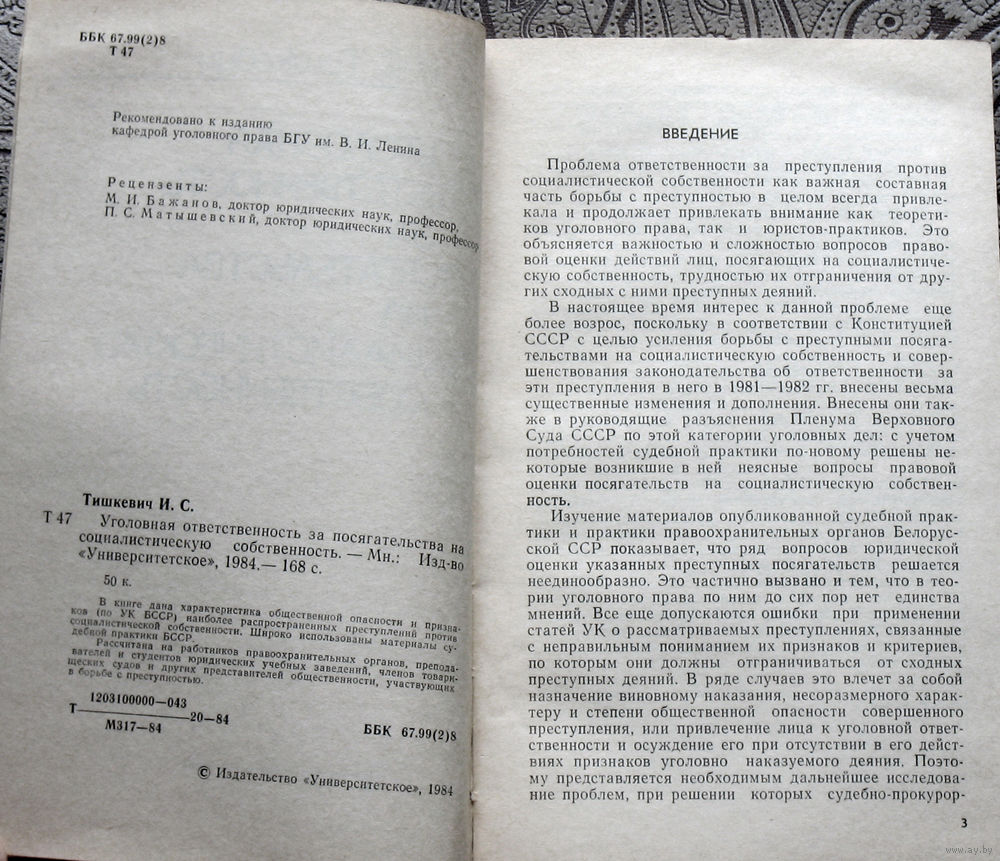 ББК 67.99(2)8
Т 47
Рекомендовано к изданию
кафедрой уголовного права БГУ им. В. И. Ленина
Рецензенты:
М. И. Бажанов, доктор юридических наук, профессор,
П. С. Матышевский, доктор юридических наук, профессор
Тишкевич И. С.
Т 47 Уголовная ответственность за посягательства на
социалистическую собственность. — Мн.: Изд-во
«Университетское», 1984.— 168 с.
50 к.
В книге дана характеристика общественной опасности и призна-
ков (по УК БССР) наиболее распространенных преступлений против
социалистической собственности. Широко использованы материалы су-
дебной практики БССР.
Рассчитана на работников правоохранительных органов, препода-
вателей и студентов юридических учебных заведений, членов товари-
щеских судов и других представителей общественности, участвующих
в борьбе с преступностью.
1203100000—043
Т ———— 20—84
М317—84
ББК 67.99(2)8
© Издательство «Университетское», 1984
ВВЕДЕНИЕ
Проблема ответственности за преступления против
социалистической собственности как важная составная
часть борьбы с преступностью в целом всегда привле-
кала и продолжает привлекать внимание как теорети-
ков уголовного права, так и юристов-практиков. Это
объясняется важностью и сложностью вопросов право-
вой оценки действий лиц, посягающих на социалистиче-
скую собственность, трудностью их отграничения от дру-
гих сходных с ними преступных деяний.
В настоящее время интерес к данной проблеме еще
более возрос, поскольку в соответствии с Конституцией
СССР с целью усиления борьбы с преступными посяга-
тельствами на социалистическую собственность и совер-
шенствования законодательства об ответственности за
эти преступления в него в 1981—1982 гг. внесены весьма
существенные изменения и дополнения. Внесены они так-
же в руководящие разъяснения Пленума Верховного
Суда СССР по этой категории уголовных дел: с учетом
потребностей судебной практики по-новому решены не-
которые возникшие в ней неясные вопросы правовой
оценки посягательств на социалистическую собствен-
ность.
Изучение материалов опубликованной судебной прак-
тики и практики правоохранительных органов Белорус-
ской ССР показывает, что ряд вопросов юридической
оценки указанных преступных посягательств решается
неединообразно. Это частично вызвано и тем, что в тео-
рии уголовного права по ним до сих пор нет единства
мнений. Все еще допускаются ошибки при применении
статей УК о рассматриваемых преступлениях, связанные
с неправильным пониманием их признаков и критериев,
по которым они должны отграничиваться от сходных
преступных деяний. В ряде случаев это влечет за собой
назначение виновному наказания, несоразмерного харак-
теру и степени общественной опасности совершенного
преступления, или привлечение лица к уголовной ответ-
ственности и осуждение его при отсутствии в его дейст-
виях признаков уголовно наказуемого деяния. Поэто-
му представляется необходимым дальнейшее исследова-
ние проблем, при решении которых судебно-прокурор-
3
www.ay.by